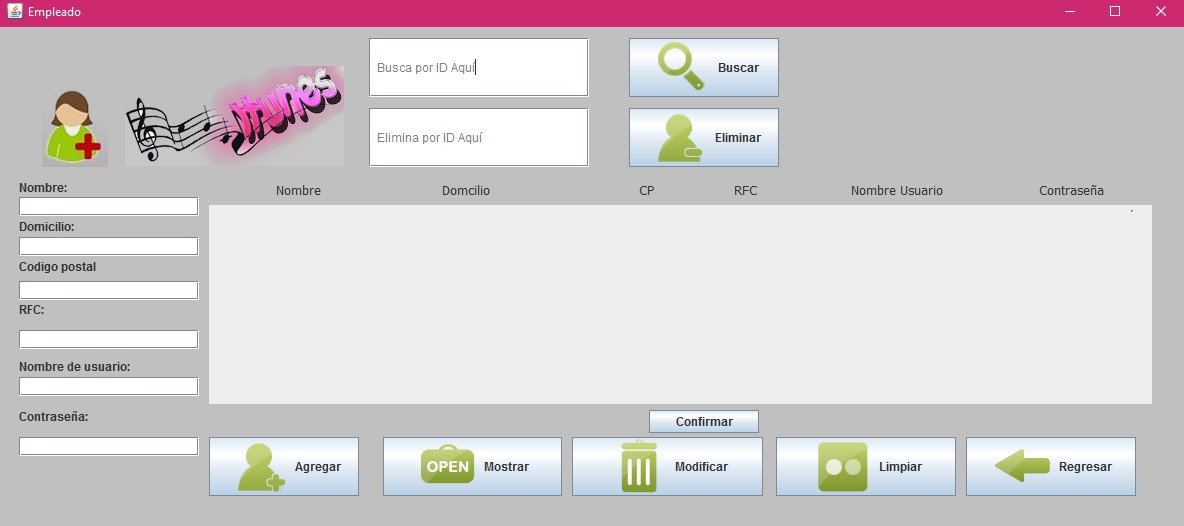 Empleado
Busca por ID Aquí
Buscar
Elimina por ID Aquí
Eliminar
Nombre:
Domicilio:
Codigo postal
RFC:
Nombre de usuario:
Contraseña:
Nombre Domcilio CP RFC Nombre Usuario Contraseña
Confirmar
Agregar
OPEN Mostrar
Modificar
Limpiar
Regresar